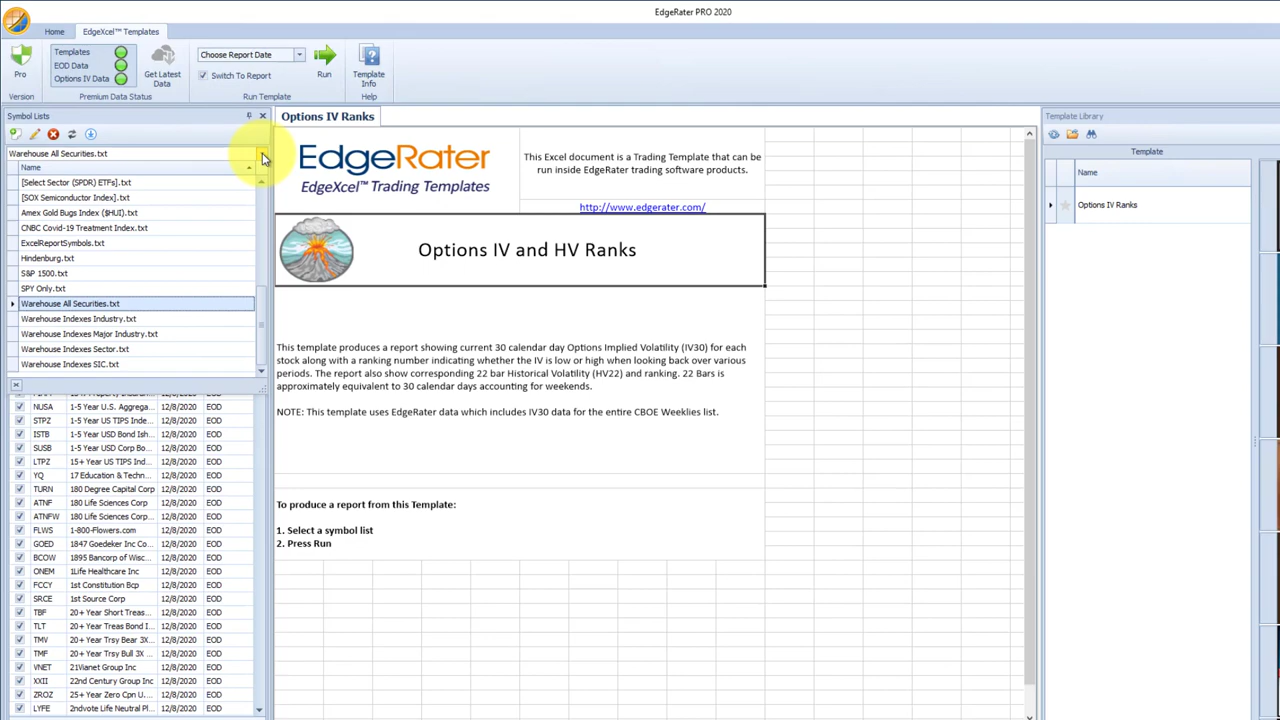 EdgeRater PRO 2020
Home
EdgeXcel™ Templates
Templates
EOD Data
Options IV Data
Pro
Get Latest
Data
Choose Report Date
Switch To Report
Run
Template
Info
Version
Premium Data Status
Run Template
Help
Symbol Lists
Warehouse All Securities.txt
Name
[Select Sector (SPDR) ETFs].txt
[SOX Semiconductor Index].txt
Amex Gold Bugs Index ($HUI).txt
CNBC Covid-19 Treatment Index.txt
ExcelReportSymbols.txt
Hindenburg.txt
S&P 1500.txt
SPY Only.txt
Warehouse All Securities.txt
Warehouse Indexes Industry.txt
Warehouse Indexes Major Industry.txt
Warehouse Indexes Sector.txt
Warehouse Indexes SIC.txt
NUSA 1-5 Year U.S. Aggrega... 12/8/2020 EOD
STPZ 1-5 Year US TIPS Inde... 12/8/2020 EOD
ISTB 1-5 Year USD Bond Ish... 12/8/2020 EOD
SUSB 1-5 Year USD Corp Bo... 12/8/2020 EOD
LTPZ 15+ Year US TIPS Ind... 12/8/2020 EOD
YQ 17 Education & Techn... 12/8/2020 EOD
TURN 180 Degree Capital Corp 12/8/2020 EOD
ATNF 180 Life Sciences Corp 12/8/2020 EOD
ATNFW 180 Life Sciences Cor... 12/8/2020 EOD
FLWS 1-800-Flowers.com 12/8/2020 EOD
GOED 1847 Goedeker Inc Co... 12/8/2020 EOD
BCOW 1895 Bancorp of Wisc... 12/8/2020 EOD
ONEM 1Life Healthcare Inc 12/8/2020 EOD
FCCY 1st Constitution Bcp 12/8/2020 EOD
SRCE 1st Source Corp 12/8/2020 EOD
TBF 20+ Year Short Treas... 12/8/2020 EOD
TLT 20+ Year Treas Bond I... 12/8/2020 EOD
TMV 20+ Year Trsy Bear 3X... 12/8/2020 EOD
TMF 20+ Year Trsy Bull 3X ... 12/8/2020 EOD
VNET 21Vianet Group Inc 12/8/2020 EOD
XXII 22nd Century Group Inc 12/8/2020 EOD
ZROZ 25+ Year Zero Cpn U.... 12/8/2020 EOD
LYFE 2ndvote Life Neutral Pl... 12/8/2020 EOD
Options IV Ranks
EdgeRater
EdgeXcel™ Trading Templates
This Excel document is a Trading Template that can be
run inside EdgeRater trading software products.
http://www.edgerater.com/
Options IV and HV Ranks
This template produces a report showing current 30 calendar day Options Implied Volatility (IV30) for each
stock along with a ranking number indicating whether the IV is low or high when looking back over various
periods. The report also show corresponding 22 bar Historical Volatility (HV22) and ranking. 22 Bars is
approximately equivalent to 30 calendar days accounting for weekends.
NOTE: This template uses EdgeRater data which includes IV30 data for the entire CBOE Weeklies list.
To produce a report from this Template:
1. Select a symbol list
2. Press Run
Template Library
Template
Name
Options IV Ranks